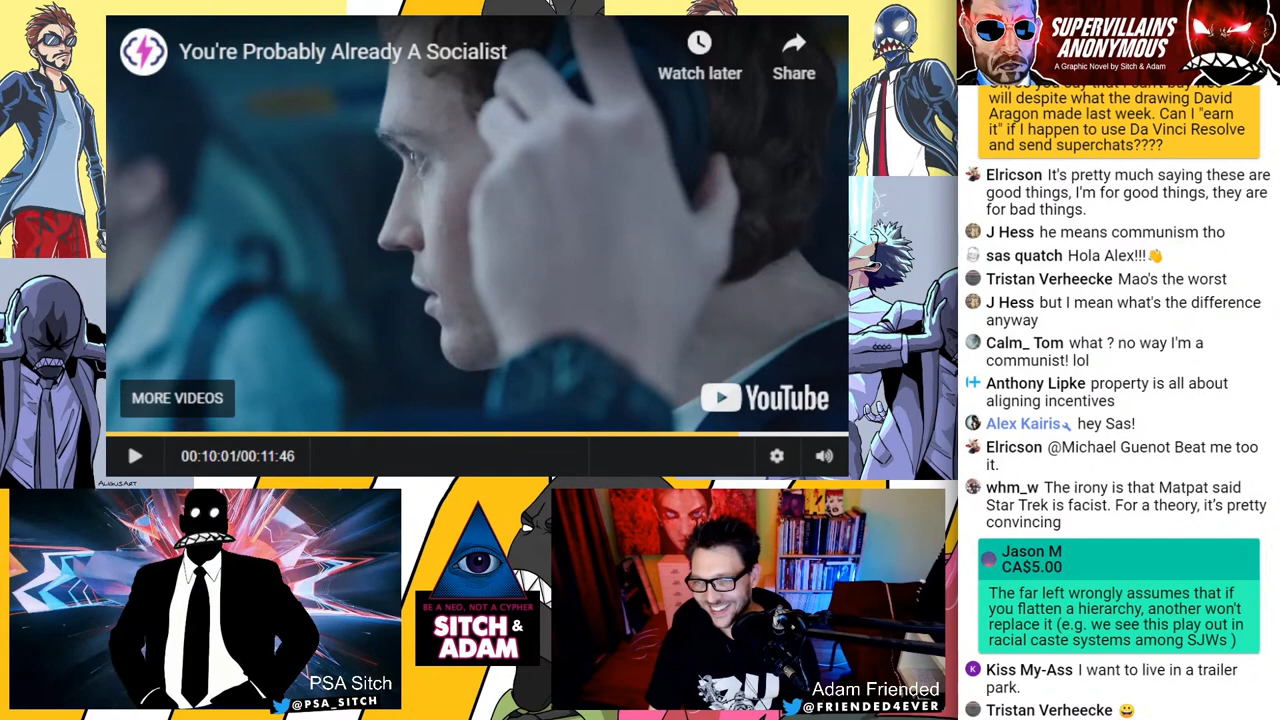 You're Probably Already A Socialist
Watch later
Share
MORE VIDEOS
YouTube
00:10:01/00:11:46
AUGUSART
PSA Sitch
@PSA_SITCH
BE A NEO, NOT A CYPHER
SITCH &
ADAM
Adam Friended
@FRIENDED4EVER
SUPERVILLAINS
ANONYMOUS
A Graphic Novel by Sitch & Adam
will despite what the drawing David
Aragon made last week. Can I "earn
it" if I happen to use Da Vinci Resolve
and send superchats????
Elricson It's pretty much saying these are
good things, I'm for good things, they are
for bad things.
J Hess he means communism tho
sas quatch Hola Alex!!!👋
Tristan Verheecke Mao's the worst
J Hess but I mean what's the difference
anyway
Calm_ Tom what ? no way I'm a
communist! lol
Anthony Lipke property is all about
aligning incentives
Alex Kairis hey Sas!
Elricson @Michael Guenot Beat me too
it.
whm_w The irony is that Matpat said
Star Trek is facist. For a theory, it's pretty
convincing
Jason M
CA$5.00
The far left wrongly assumes that if
you flatten a hierarchy, another won't
replace it (e.g. we see this play out in
racial caste systems among SJWs )
K
Kiss My-Ass I want to live in a trailer
park.
Tristan Verheecke 😀